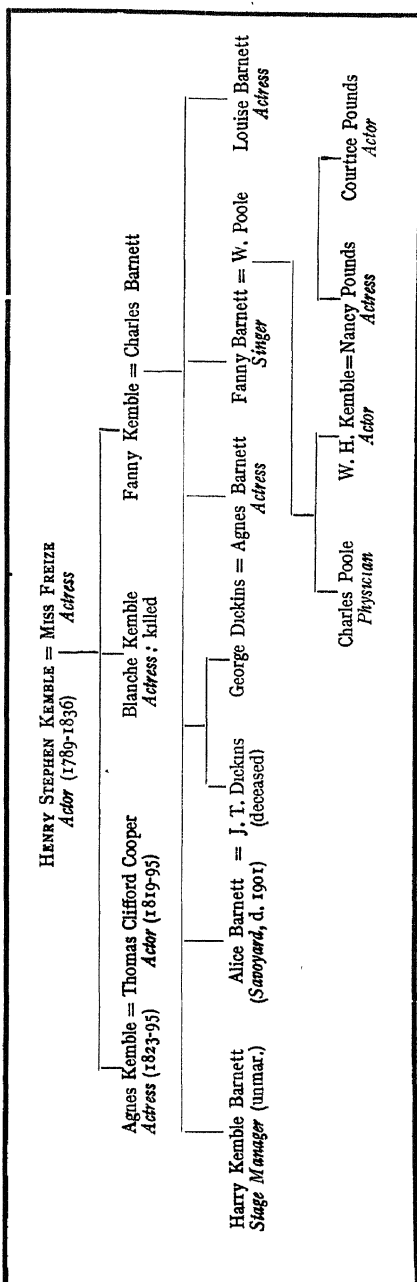 HENRY STEPHEN KEMBLE = MISS FREIZE
Actor (1789-1836) Actress
Agnes Kemble = Thomas Clifford Cooper Blanche Kemble Fanny Kemble = Charles Barnett
Actress (1823-95) Actor (1819-95) Actress; killed
Harry Kemble Barnett Alice Barnett = J. T. Dickins George Dickins = Agnes Barnett Fanny Barnett = W. Poole Louise Barnett
Stage Manager (unmar.) (Savoyard, d. 1901) (deceased) Actress Singer Actress
Charles Poole W. H. Kemble = Nancy Pounds Courtice Pounds
Physician Actor Actress Actor